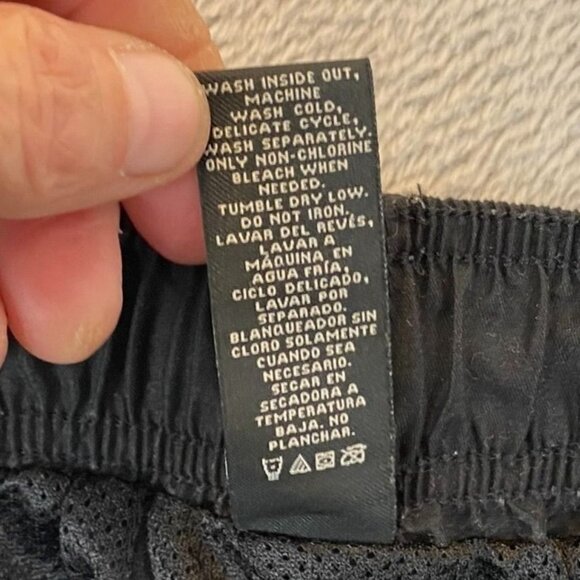 WASH INSIDE OUT,
MACHINE
WASH COLD,
DELICATE CYCLE,
WASH SEPARATELY.
ONLY NON-CHLORINE
BLEACH WHEN
NEEDED.
TUMBLE DRY LOW.
DO NOT IRON.
LAVAR DEL REVÉS,
LAVAR A
MÁQUINA, EN
AGUA FRÍA,
CICLO DELICADO,
LAVAR POR
SEPARADO.
BLANQUEADOR SIN
CLORO SOLAMENTE
CUANDO SEA
NECESARIO.
SECAR EN
SECADORA A
TEMPERATURA
BAJA. NO
PLANCHAR.